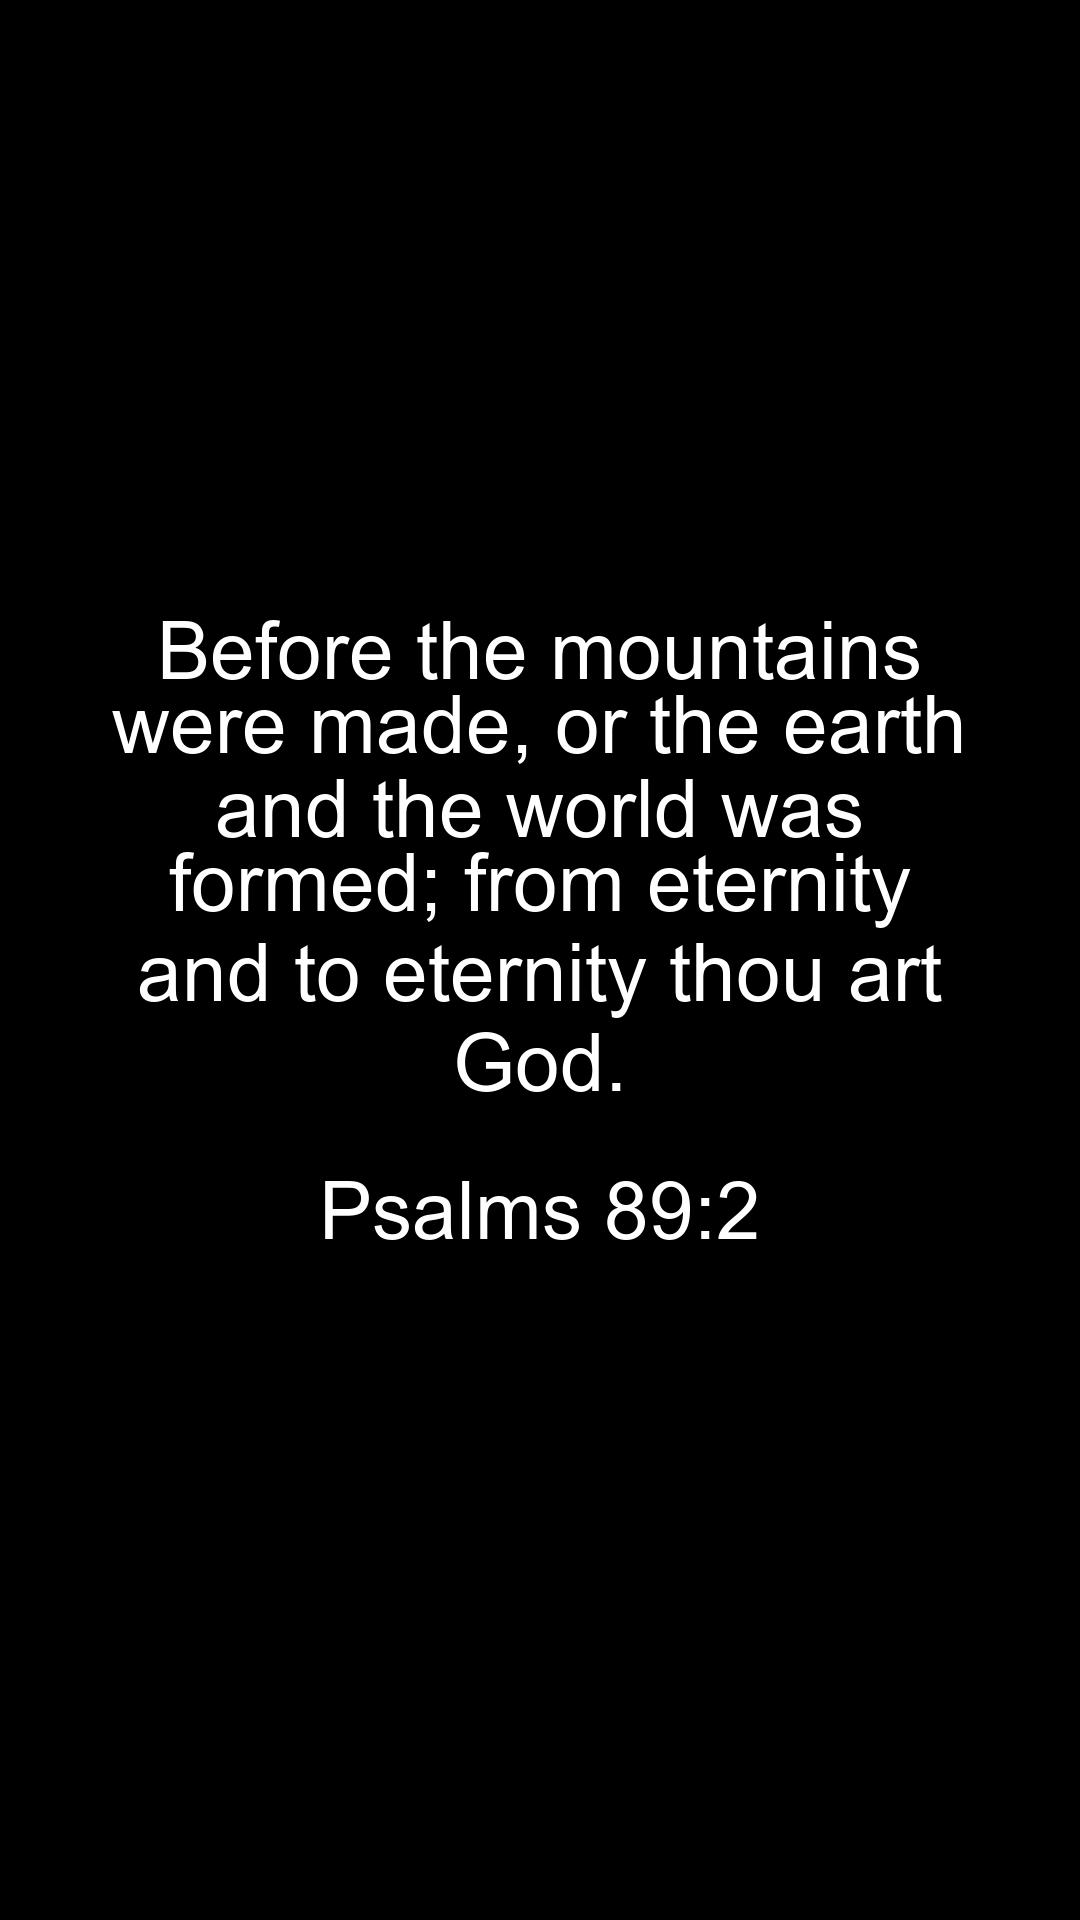 Before the mountains
were made, or the earth
and the world was
formed; from eternity
and to eternity thou art
God.
Psalms 89:2